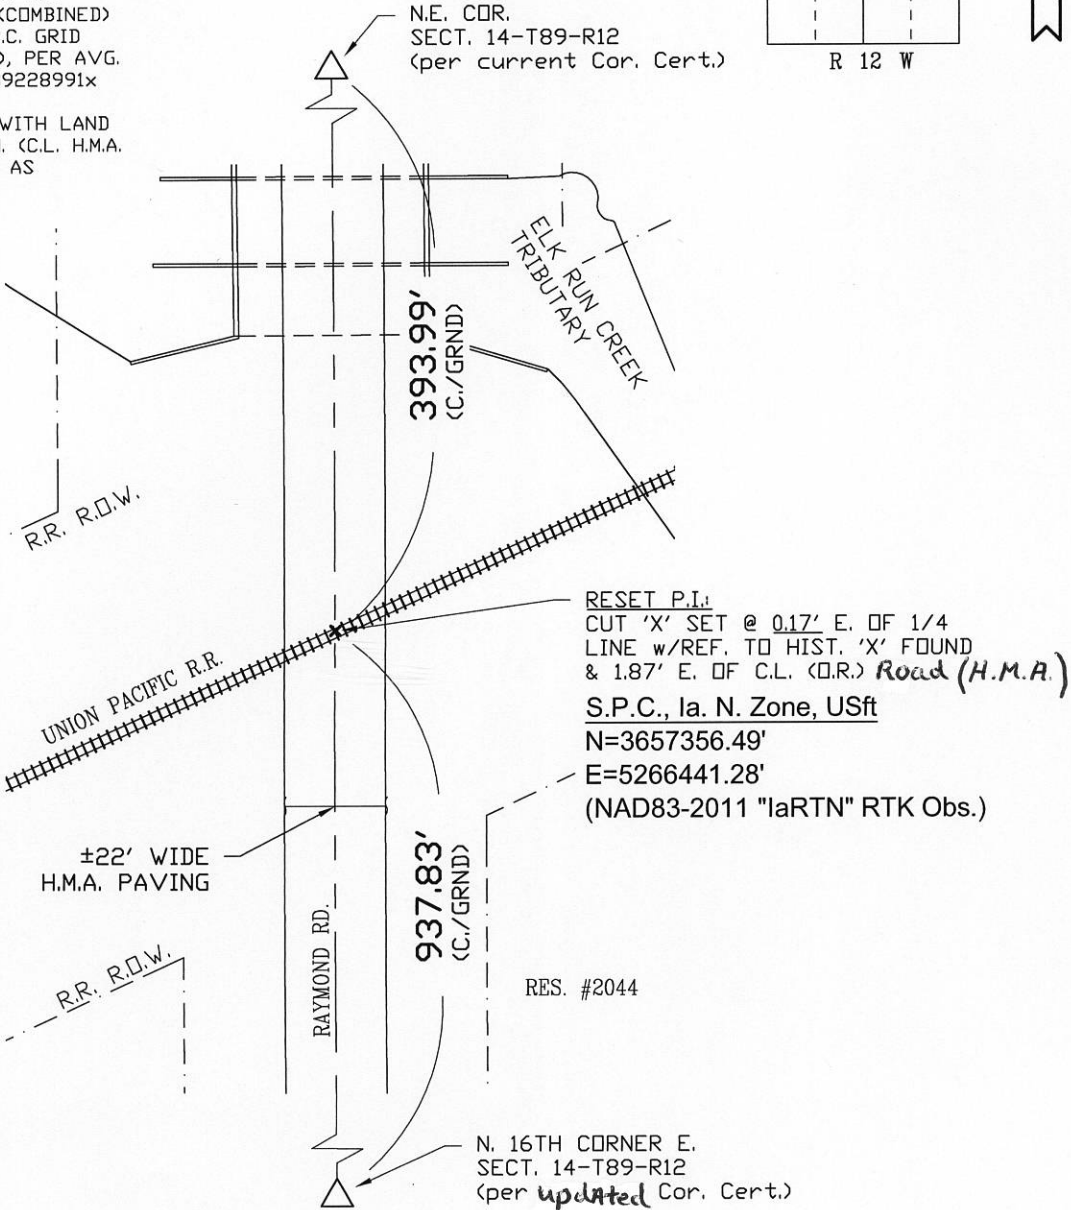 (COMBINED)
.C. GRID
, PER AVG.
9228991x
WITH LAND
. (C.L. H.M.A.
AS
N.E. COR.
SECT. 14-T89-R12
(per current Cor. Cert.)
R 12 W
ELK RUN CREEK
TRIBUTARY
393.99'
(C./GRND)
R.R. R.O.W.
UNION PACIFIC R.R.
RESET P.I.:
CUT 'X' SET @ 0.17' E. OF 1/4
LINE w/REF. TO HIST. 'X' FOUND
& 1.87' E. OF C.L. (O.R.) Road (H.M.A.)
S.P.C., Ia. N. Zone, USft
N=3657356.49'
E=5266441.28'
(NAD83-2011 "IaRTN" RTK Obs.)
±22' WIDE
H.M.A. PAVING
937.83'
(C./GRND)
RAYMOND RD.
R.R. R.O.W.
RES. #2044
N. 16TH CORNER E.
SECT. 14-T89-R12
(per updAted Cor. Cert.)